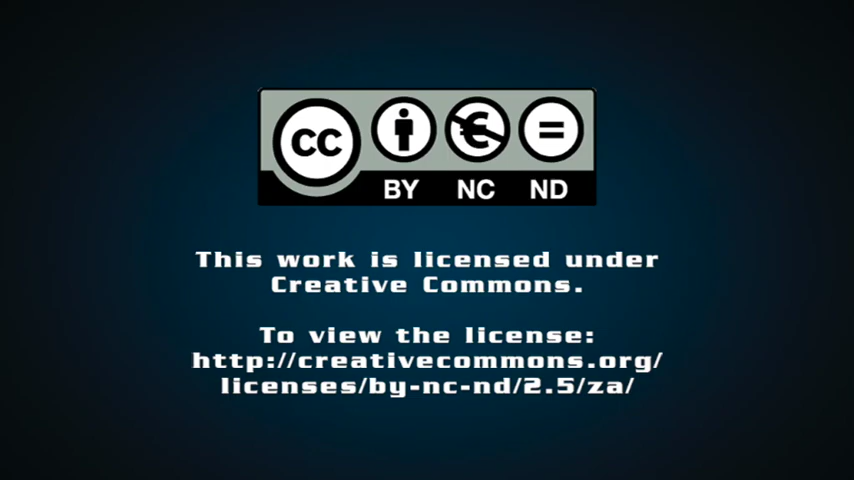 CC
BY NC ND
This work is licensed under
Creative Commons.
To view the license:
http://creativecommons.org/
licenses/by-nc-nd/2.5/za/